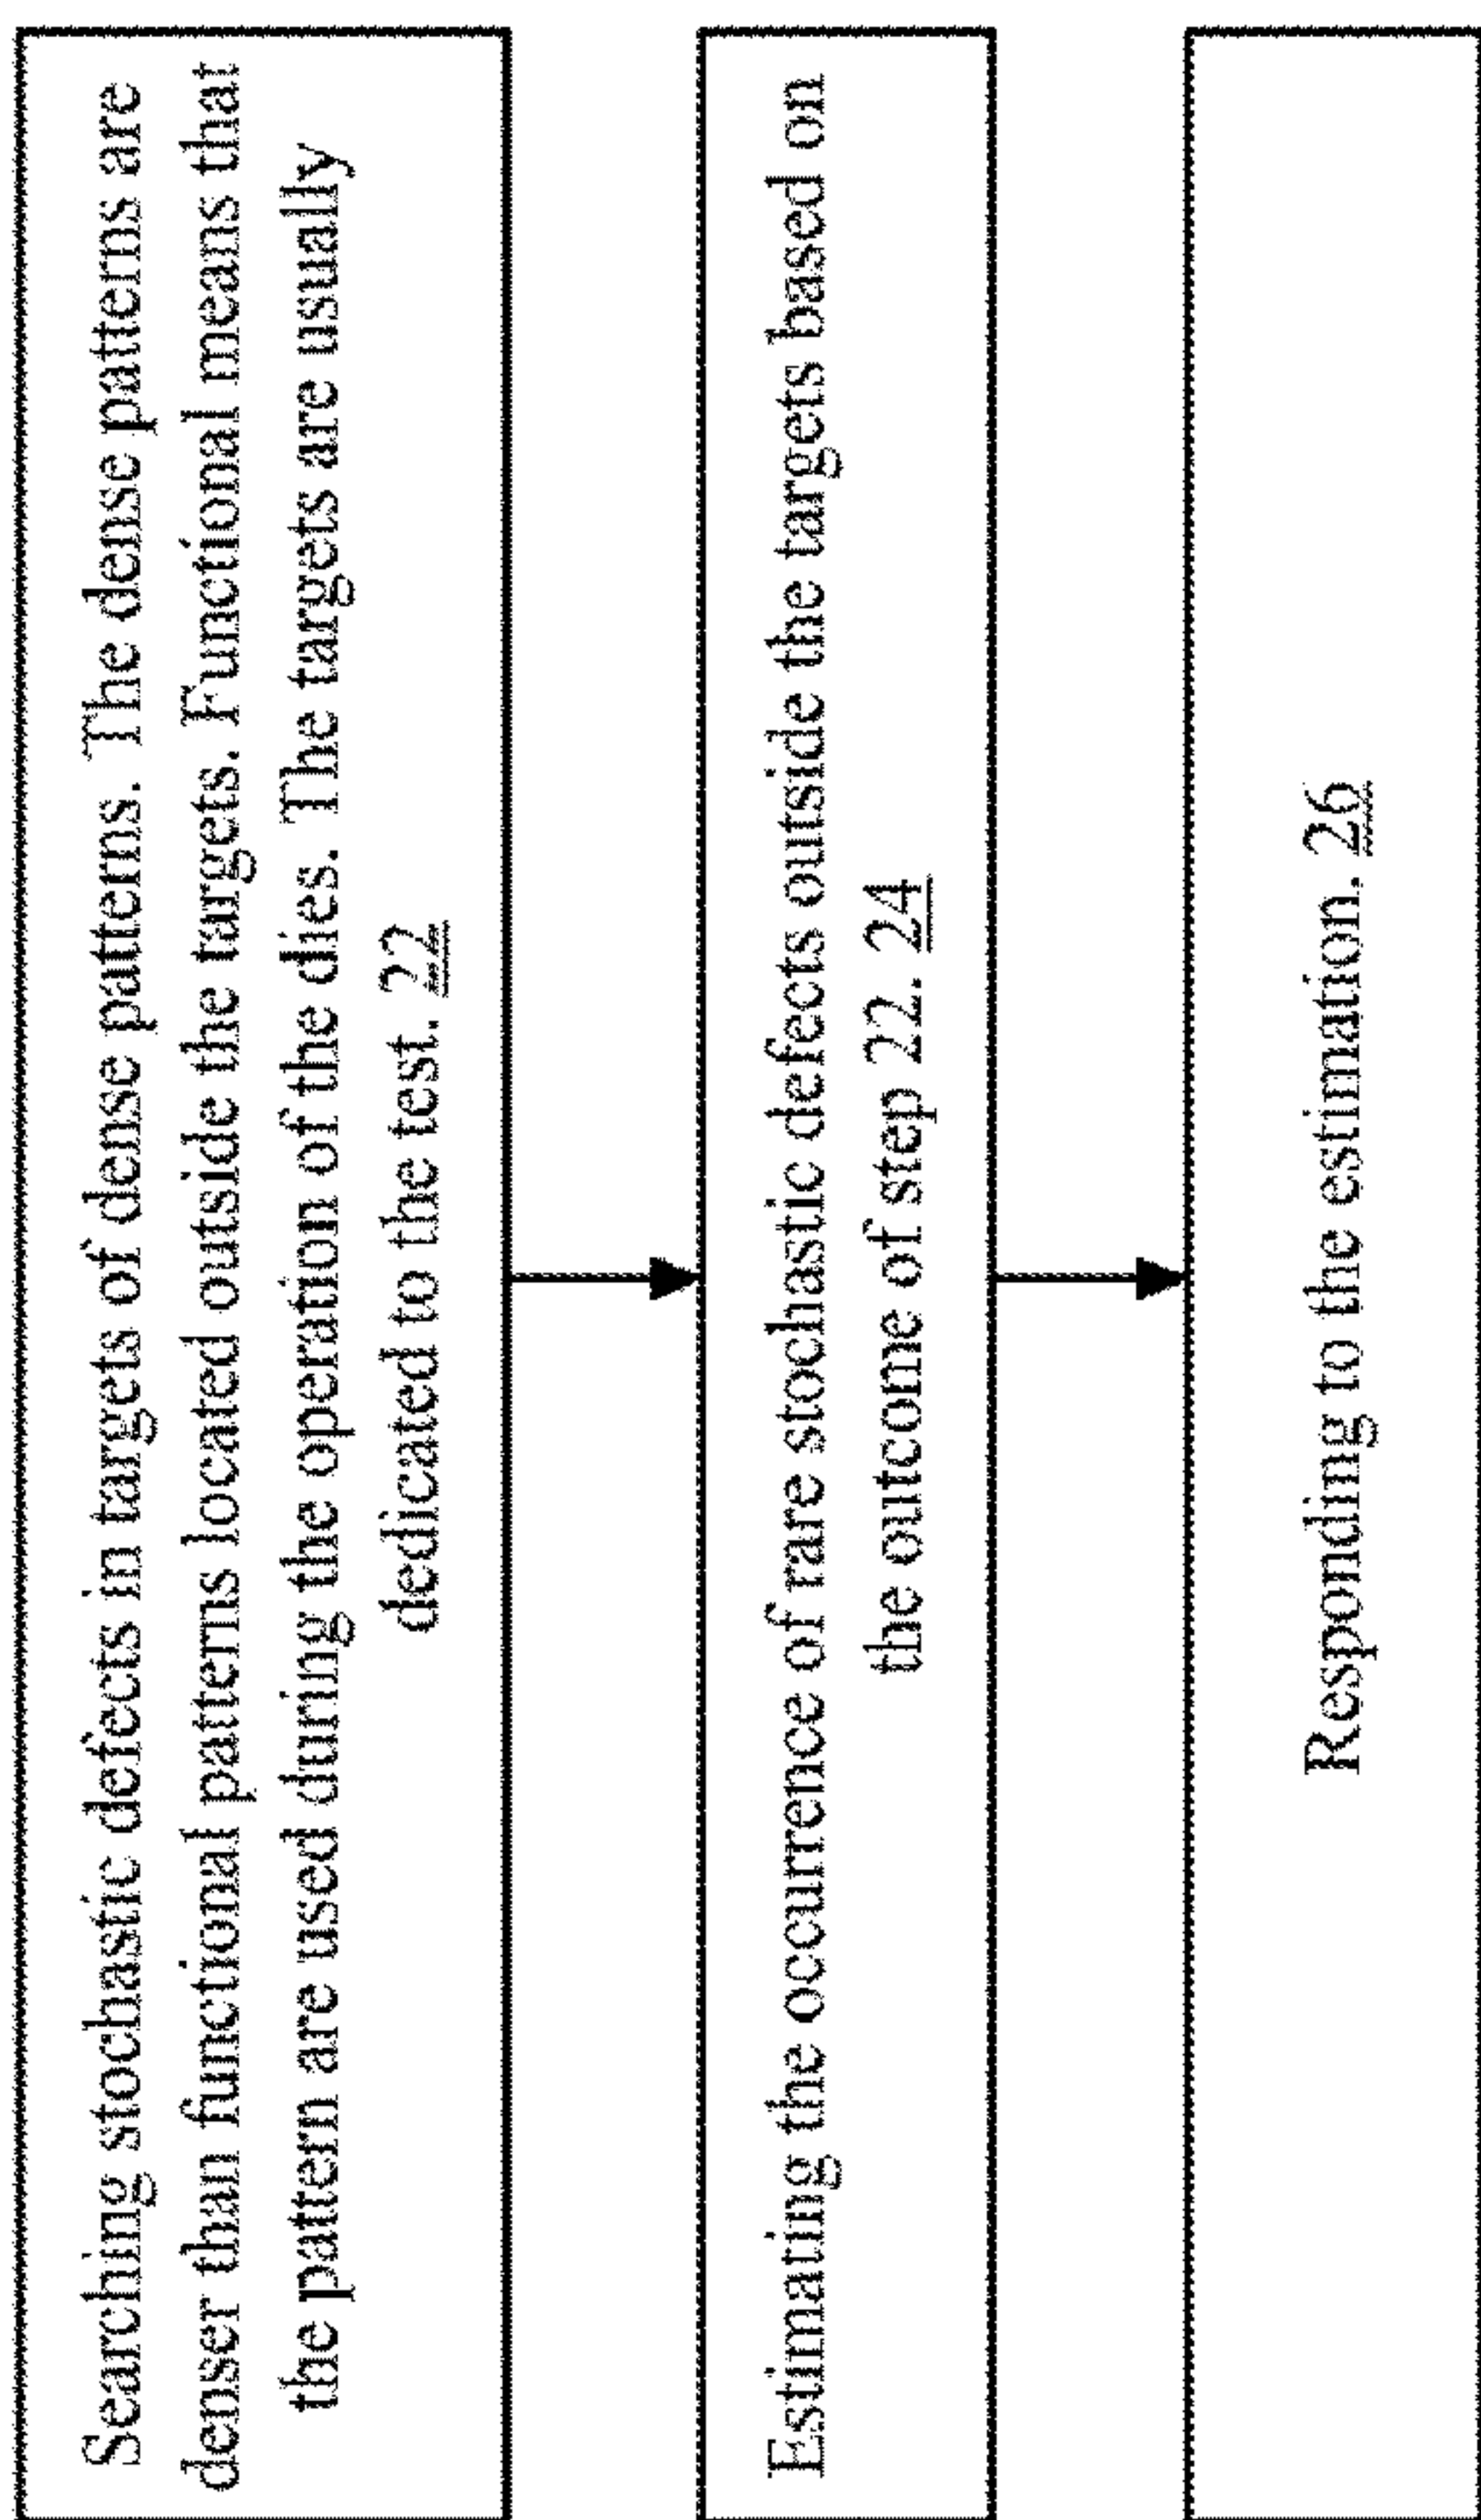 Searching stochastic defects in targets of dense patterns. The dense patterns are
denser than functional patterns located outside the targets. Functional means that
the pattern are used during the operation of the dies. The targets are usually
dedicated to the test. 22
Estimating the occurrence of rare stochastic defects outside the targets based on
the outcome of step 22. 24
Responding to the estimation. 26